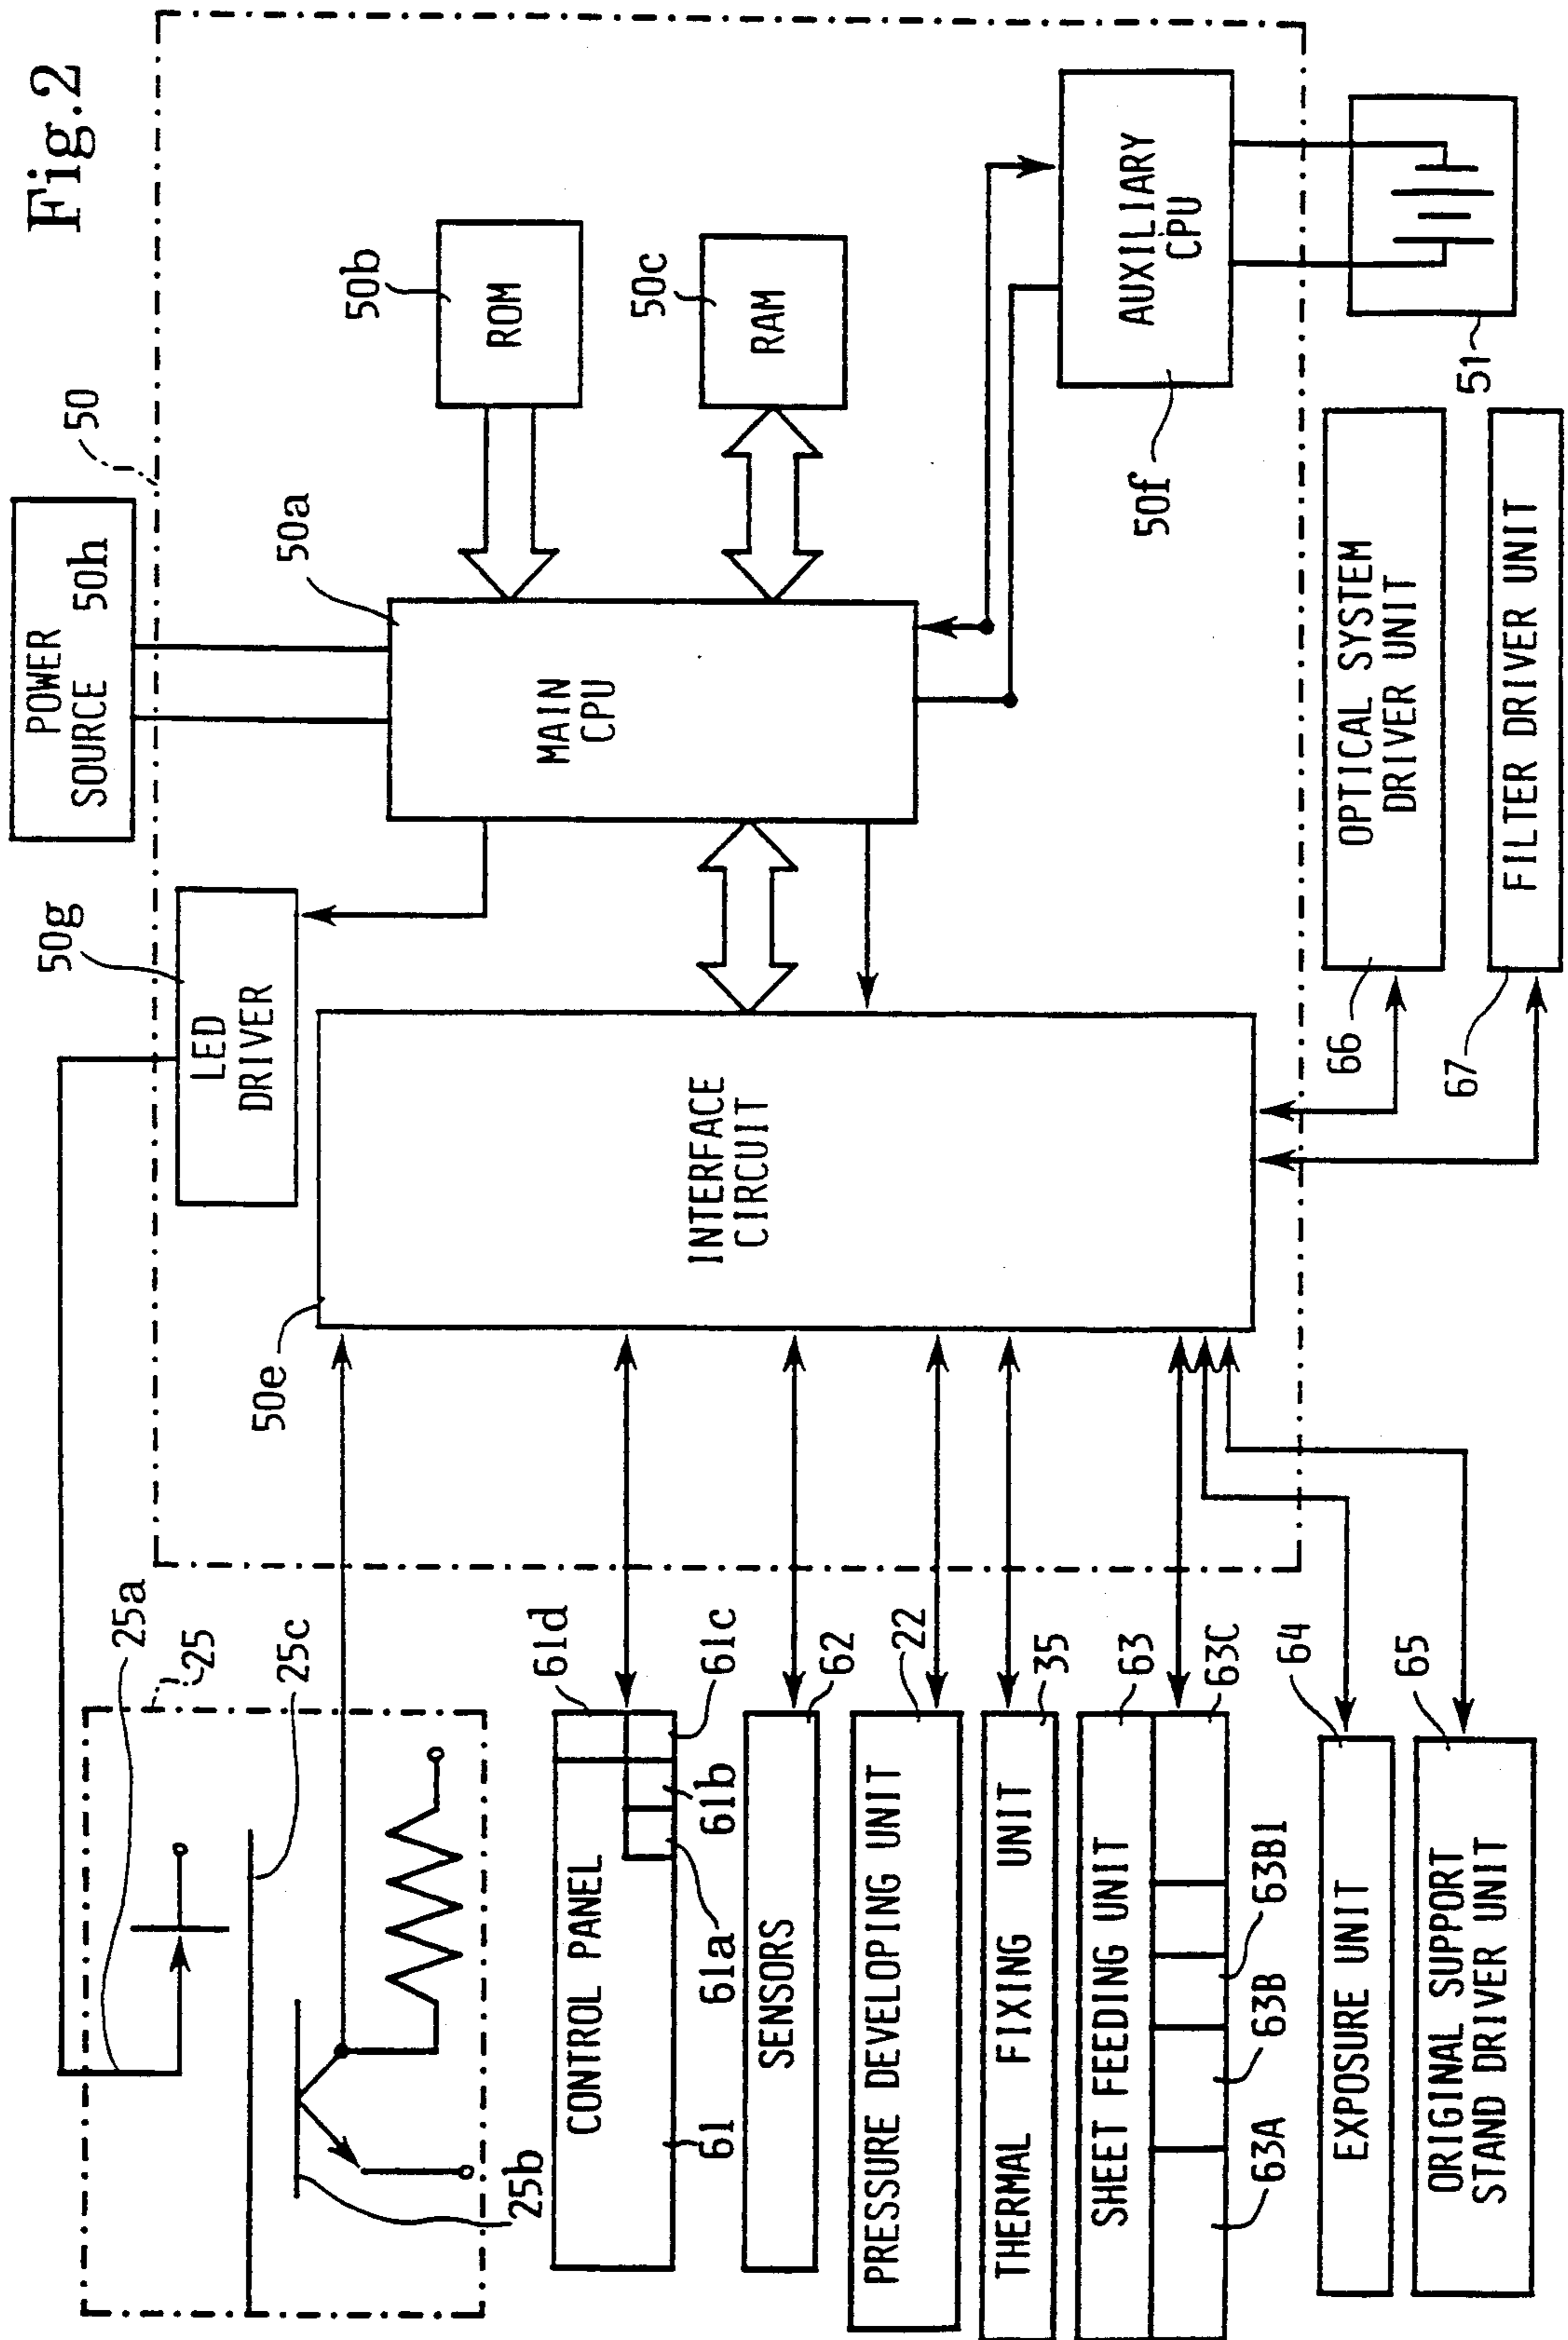 Fig.2
POWER
SOURCE 50h
50
50g
LED
DRIVER
50a
MAIN
CPU
50b
ROM
50c
RAM
AUXILIARY
CPU
50f
51
50e
INTERFACE
CIRCUIT
OPTICAL SYSTEM
DRIVER UNIT
66
FILTER DRIVER UNIT
67
25a
25
25c
25b
61d
CONTROL PANEL
61
61a
61b
61c
SENSORS
62
PRESSURE DEVELOPING UNIT
22
THERMAL FIXING UNIT
35
SHEET FEEDING UNIT
63
63A
63B
63B1
63C
EXPOSURE UNIT
64
ORIGINAL SUPPORT
STAND DRIVER UNIT
65